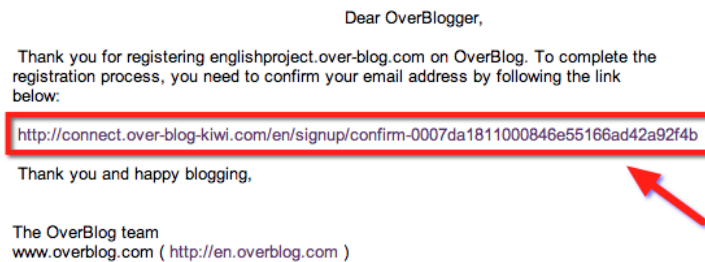 Dear OverBlogger,
Thank you for registering englishproject.over-blog.com on OverBlog. To complete the
registration process, you need to confirm your email address by following the link
below:
http://connect.over-blog-kiwi.com/en/signup/confirm-0007da1811000846e55166ad42a92f4b
Thank you and happy blogging,
The OverBlog team
www.overblog.com ( http://en.overblog.com )